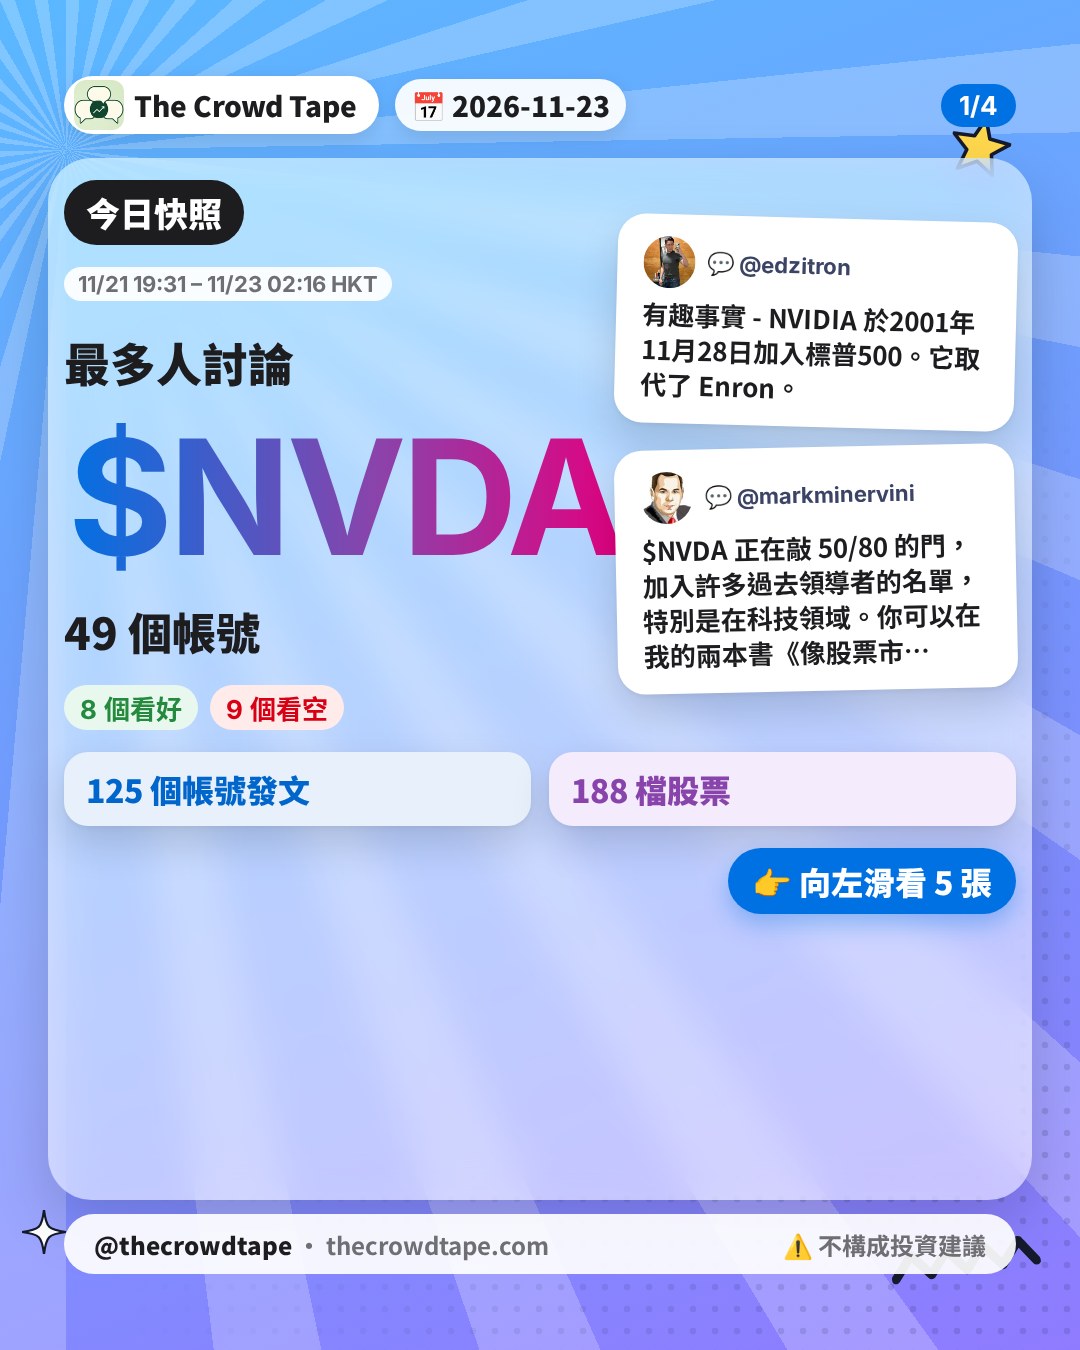 The Crowd Tape
2026-11-23
1/4
今日快照
11/21 19:31 – 11/23 02:16 HKT
最多人討論
$NVDA
49 個帳號
8 個看好
9 個看空
@edzitron
有趣事實 - NVIDIA 於2001年
11月28日加入標普500。它取
代了 Enron。
@markminervini
$NVDA 正在敲 50/80 的門，
加入許多過去領導者的名單，
特別是在科技領域。你可以在
我的兩本書《像股票市…
125 個帳號發文
188 檔股票
👉 向左滑看 5 張
@thecrowdtape · thecrowdtape.com
⚠️ 不構成投資建議